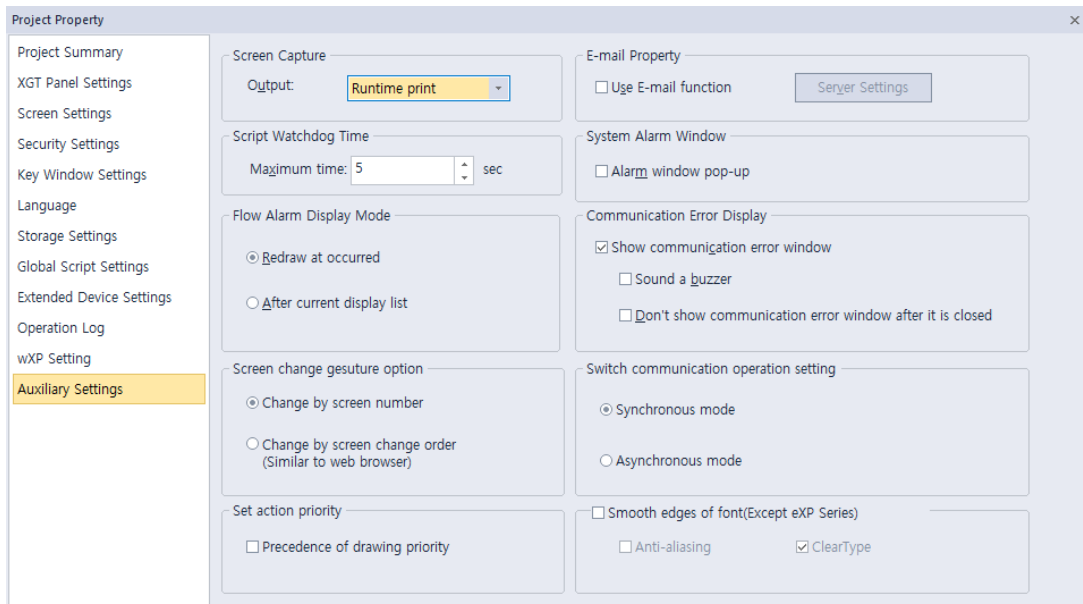 Project Property
Project Summary
XGT Panel Settings
Screen Settings
Security Settings
Key Window Settings
Language
Storage Settings
Global Script Settings
Extended Device Settings
Operation Log
wXP Setting
Auxiliary Settings
Screen Capture
Output:
Runtime print
E-mail Property
Use E-mail function
Server Settings
Script Watchdog Time
Maximum time:
5
sec
System Alarm Window
Alarm window pop-up
Flow Alarm Display Mode
Redraw at occurred
After current display list
Communication Error Display
Show communication error window
Sound a buzzer
Don't show communication error window after it is closed
Screen change gesuture option
Change by screen number
Change by screen change order
(Similar to web browser)
Switch communication operation setting
Synchronous mode
Asynchronous mode
Set action priority
Precedence of drawing priority
Smooth edges of font(Except eXP Series)
Anti-aliasing
ClearType